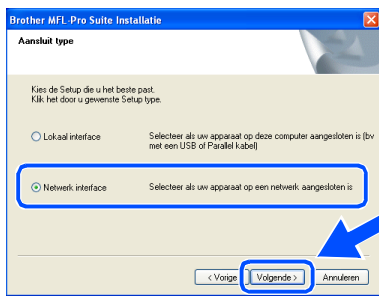 Brother MFL-Pro Suite Installatie
Aansluit type
Kies de Setup die u het beste past.
Klik het door u gewenste Setup type.
Lokaal interface
Selecteer als uw apparaat op deze computer aangesloten is (bv
met een USB of Parallel kabel)
Netwerk interface
Selecteer als uw apparaat op een netwerk aangesloten is
< Vorige
Volgende >
Annuleren